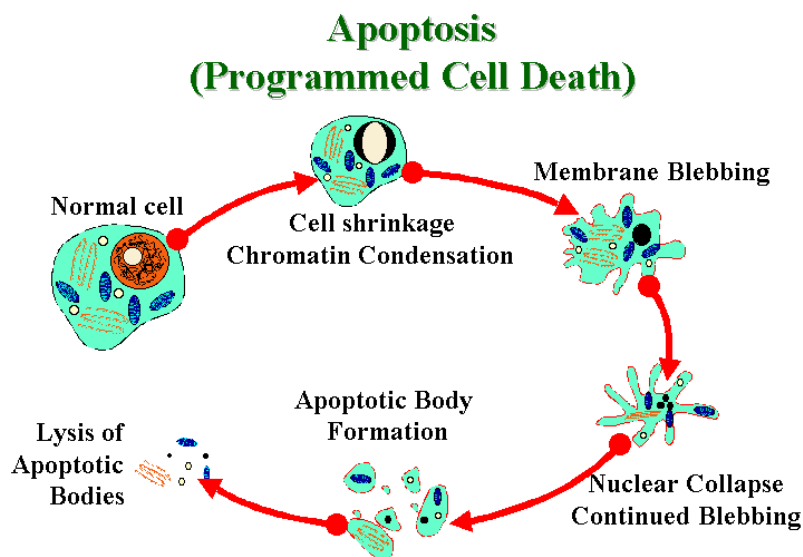 Apoptosis
(Programmed Cell Death)
Normal cell
Cell shrinkage
Chromatin Condensation
Membrane Blebbing
Nuclear Collapse
Continued Blebbing
Apoptotic Body
Formation
Lysis of
Apoptotic
Bodies